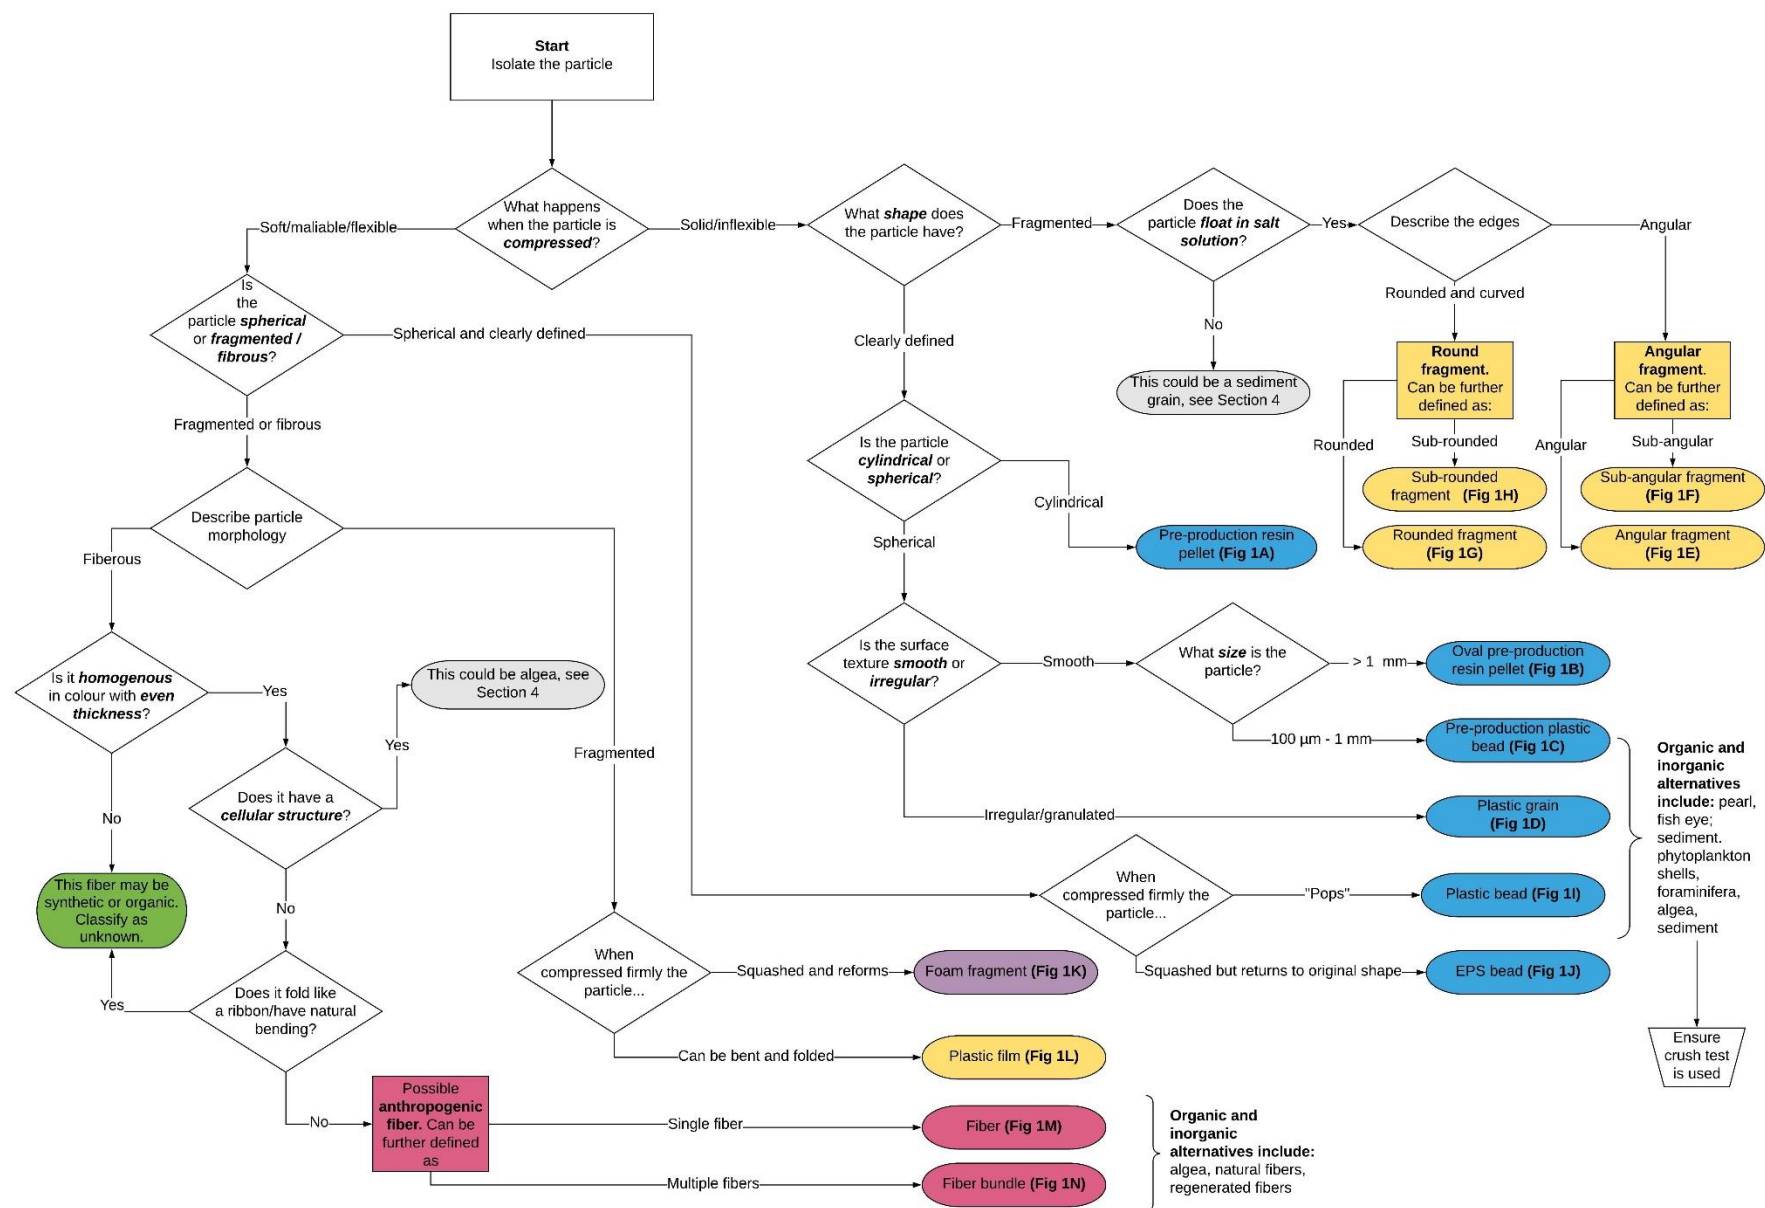 Start
Isolate the particle
What happens
when the particle is
compressed?
Soft/maliable/flexible
Solid/inflexible
What shape does
the particle have?
Fragmented
Does the
particle float in salt
solution?
Yes
Describe the edges
Angular
Rounded and curved
No
This could be a sediment
grain, see Section 4
Clearly defined
Round
fragment.
Can be further
defined as:
Angular
fragment.
Can be further
defined as:
Rounded
Sub-rounded
Angular
Sub-angular
Sub-rounded
fragment (Fig 1H)
Sub-angular fragment
(Fig 1F)
Rounded fragment
(Fig 1G)
Angular fragment
(Fig 1E)
Is
the
particle spherical
or fragmented /
fibrous?
Spherical and clearly defined
Fragmented or fibrous
Is the particle
cylindrical or
spherical?
Cylindrical
Pre-production resin
pellet (Fig 1A)
Spherical
Describe particle
morphology
Fiberous
Fragmented
Is the surface
texture smooth or
irregular?
Smooth
What size is the
particle?
> 1 mm
Oval pre-production
resin pellet (Fig 1B)
100 µm - 1 mm
Pre-production plastic
bead (Fig 1C)
Irregular/granulated
Plastic grain
(Fig 1D)
Is it homogenous
in colour with even
thickness?
Yes
This could be algea, see
Section 4
Yes
Does it have a
cellular structure?
No
No
This fiber may be
synthetic or organic.
Classify as
unknown.
Yes
Does it fold like
a ribbon/have natural
bending?
No
When
compressed firmly the
particle...
"Pops"
Plastic bead (Fig 1I)
Squashed but returns to original shape
EPS bead (Fig 1J)
When
compressed firmly the
particle...
Squashed and reforms
Foam fragment (Fig 1K)
Can be bent and folded
Plastic film (Fig 1L)
Possible
anthropogenic
fiber. Can be
further defined
as
Single fiber
Fiber (Fig 1M)
Multiple fibers
Fiber bundle (Fig 1N)
Organic and
inorganic
alternatives include:
algea, natural fibers,
regenerated fibers
Organic and
inorganic
alternatives
include: pearl,
fish eye;
sediment.
phytoplankton
shells,
foraminifera,
algea,
sediment
Ensure
crush test
is used